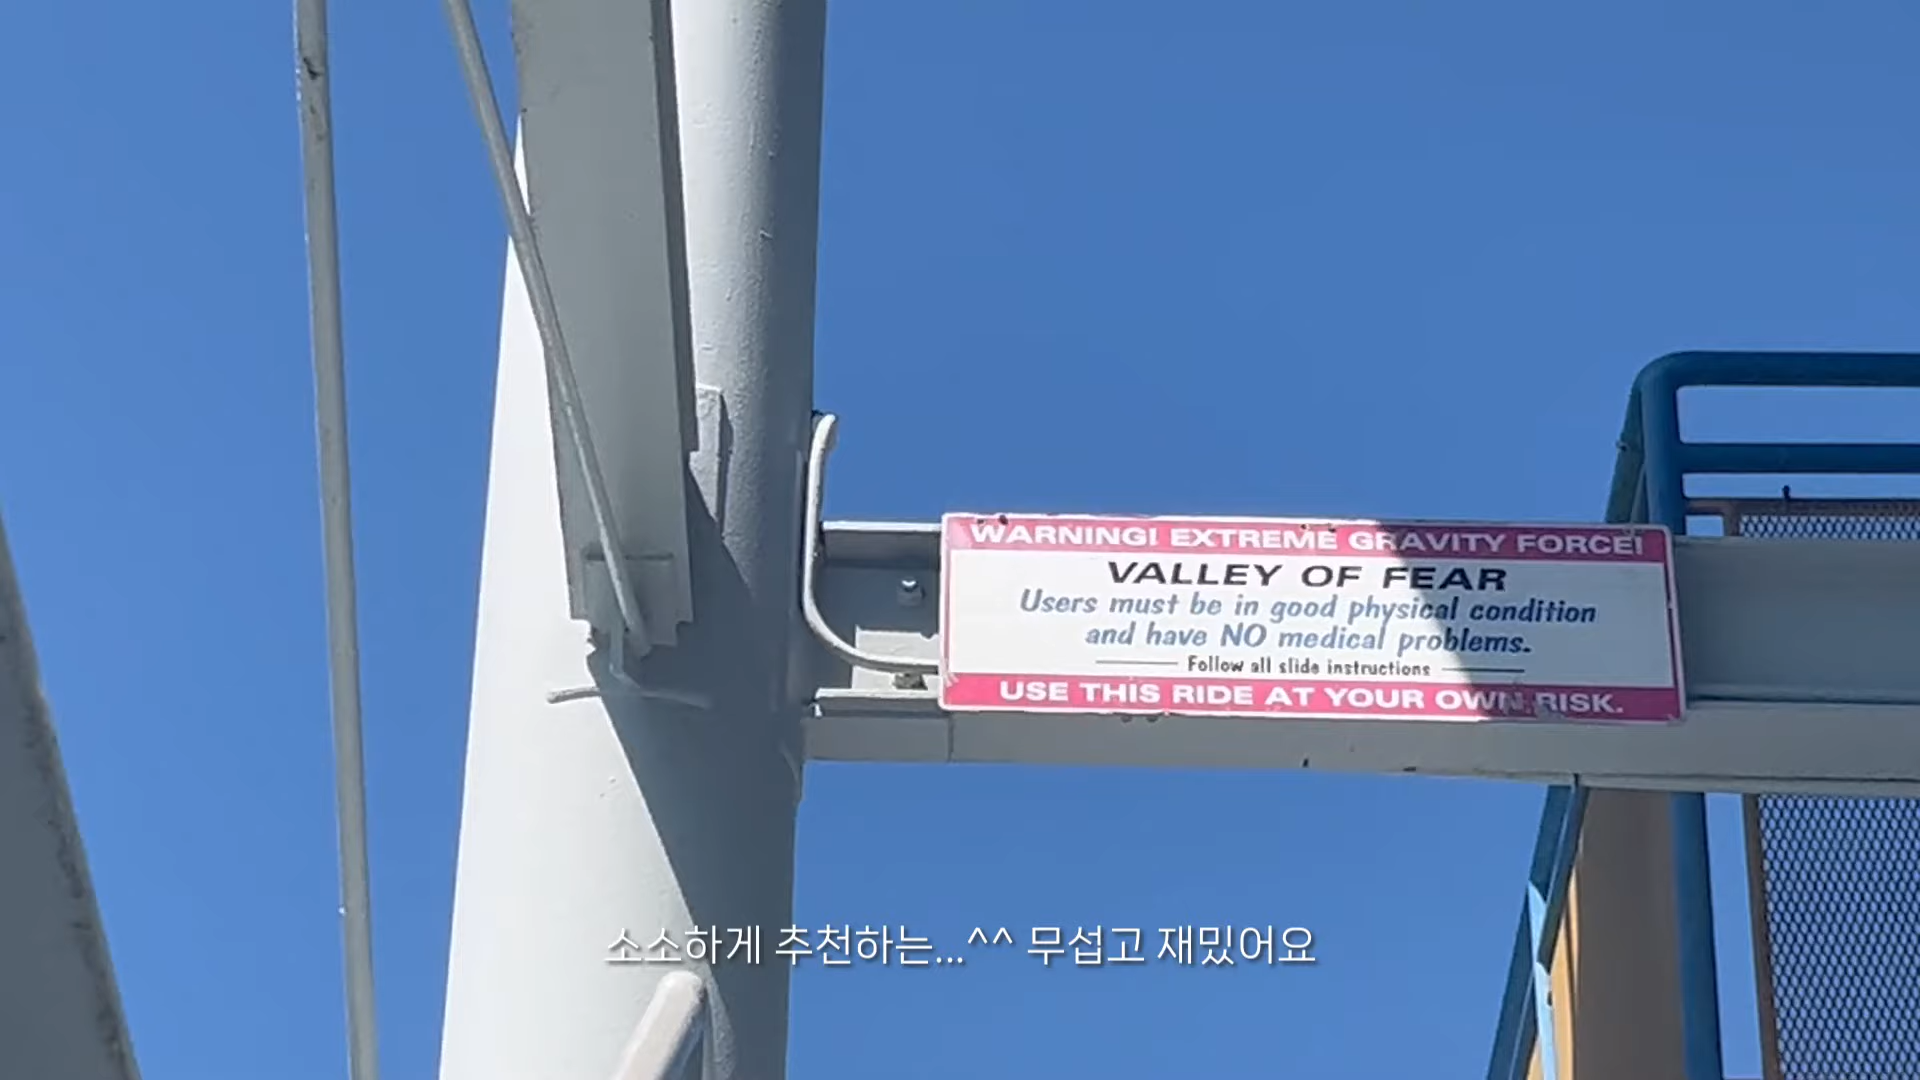 WARNING! EXTREME GRAVITY FORCE!
VALLEY OF FEAR
Users must be in good physical condition
and have NO medical problems.
Follow all slide instructions
USE THIS RIDE AT YOUR OWN RISK.
소소하게 추천하는...^^ 무섭고 재밌어요